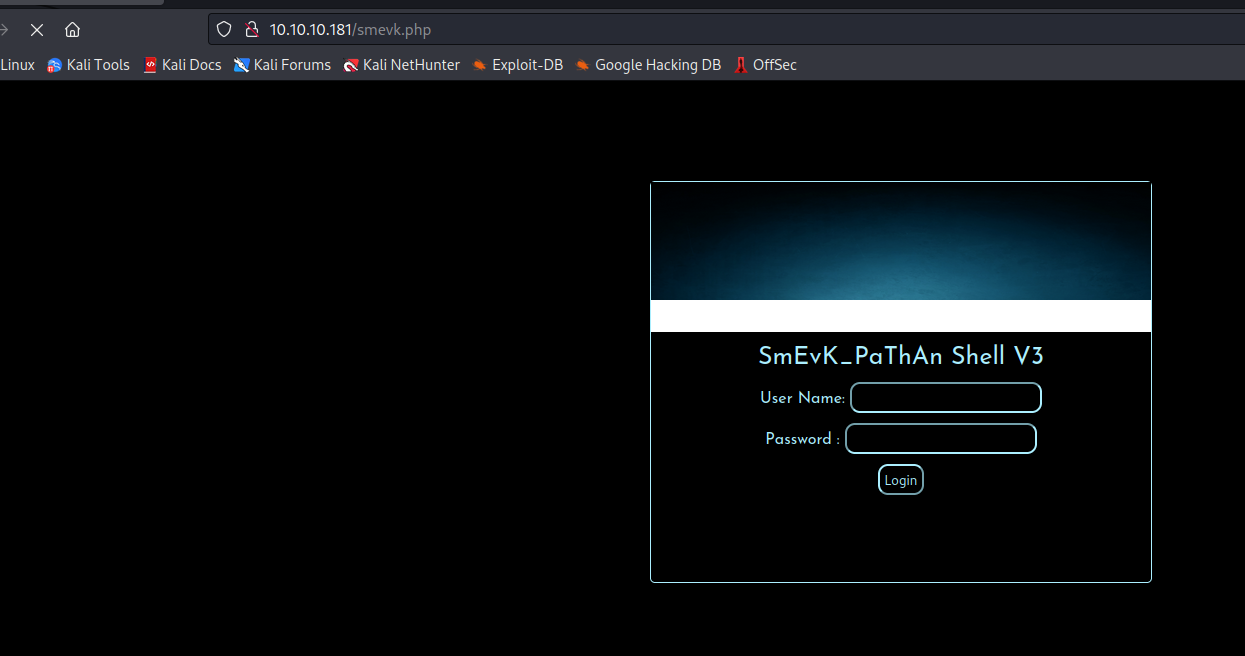 10.10.10.181/smevk.php
Linux Kali Tools Kali Docs Kali Forums Kali NetHunter Exploit-DB Google Hacking DB OffSec
SmEvK_PaThAn Shell V3
User Name:
Password :
Login